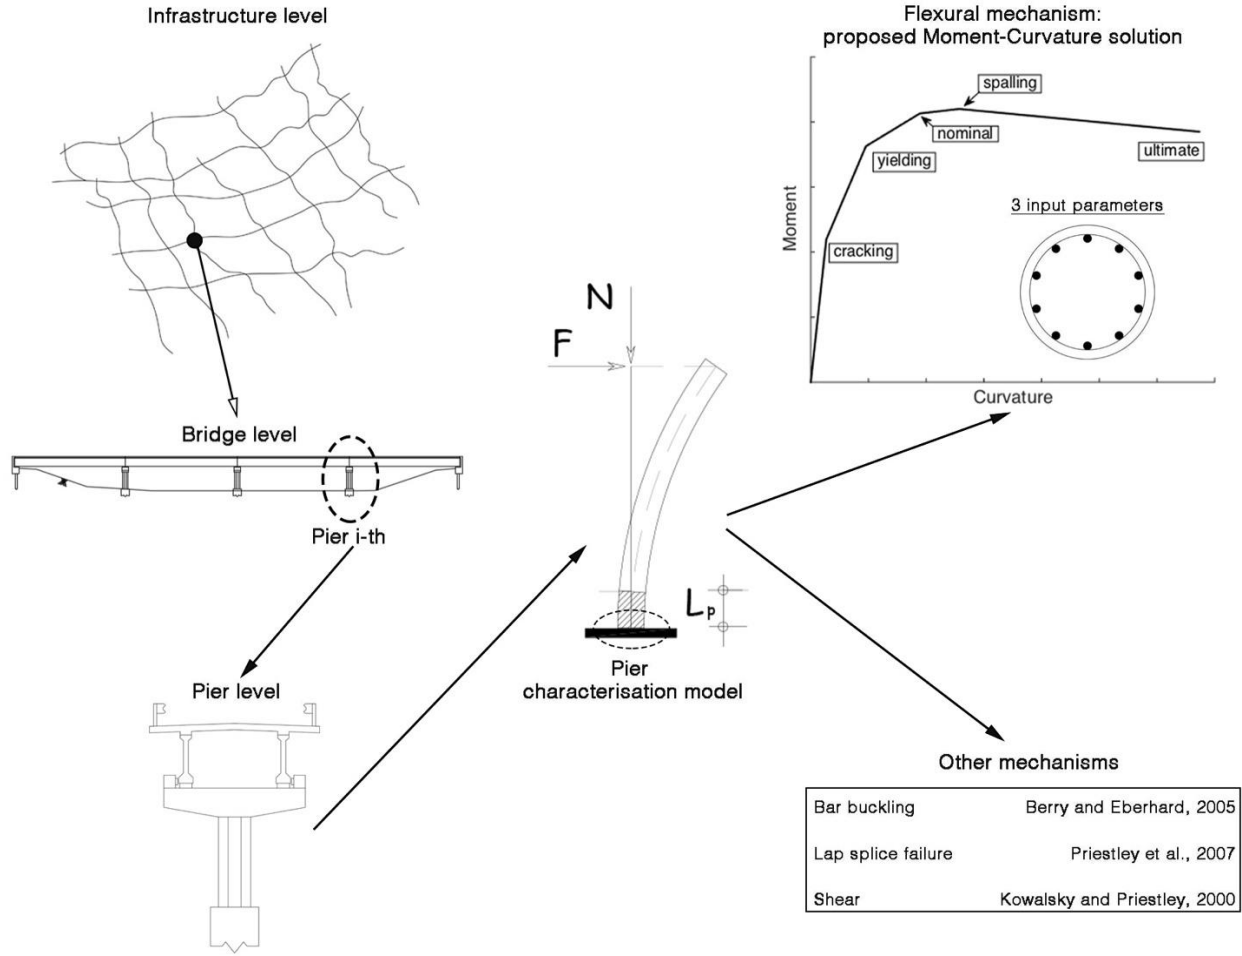 Infrastructure level
Bridge level
Pier i-th
Pier level
N
F
Lp
Pier
characterisation model
Flexural mechanism:
proposed Moment-Curvature solution
spalling
nominal
yielding
ultimate
cracking
3 input parameters
Moment
Curvature
Other mechanisms
Bar buckling Berry and Eberhard, 2005
Lap splice failure Priestley et al., 2007
Shear Kowalsky and Priestley, 2000